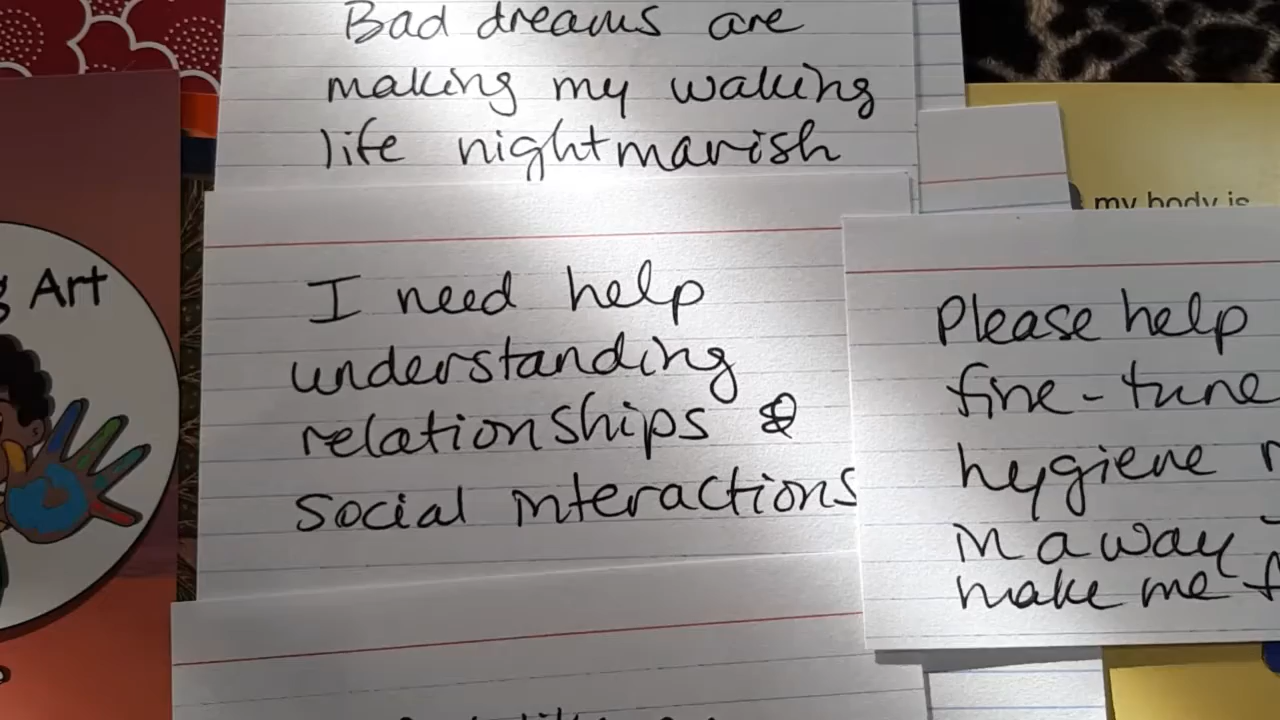 Bad dreams are
making my waking
life nightmarish
my body is
Art
I need help
understanding
relationships &
social interactions
Please help
fine-tune
hygiene
in a way
make me